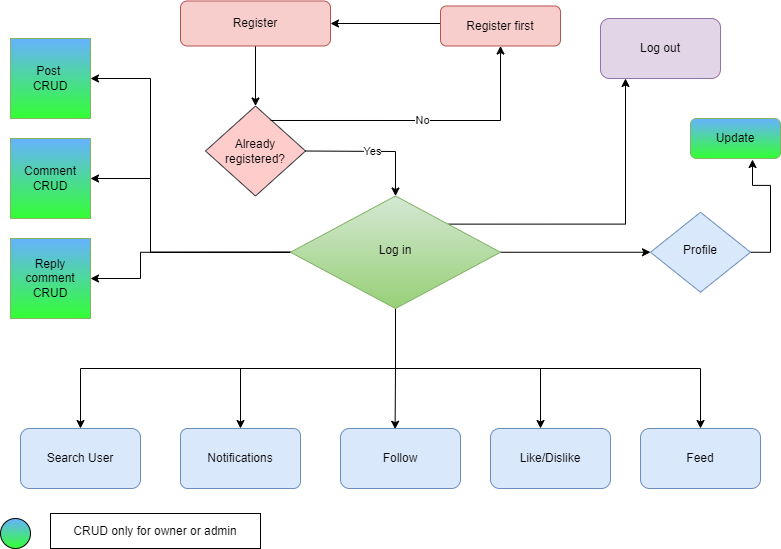 Register
Register first
Log out
Post
CRUD
No
Already
registered?
Yes
Update
Comment
CRUD
Log in
Profile
Reply
comment
CRUD
Search User
Notifications
Follow
Like/Dislike
Feed
CRUD only for owner or admin